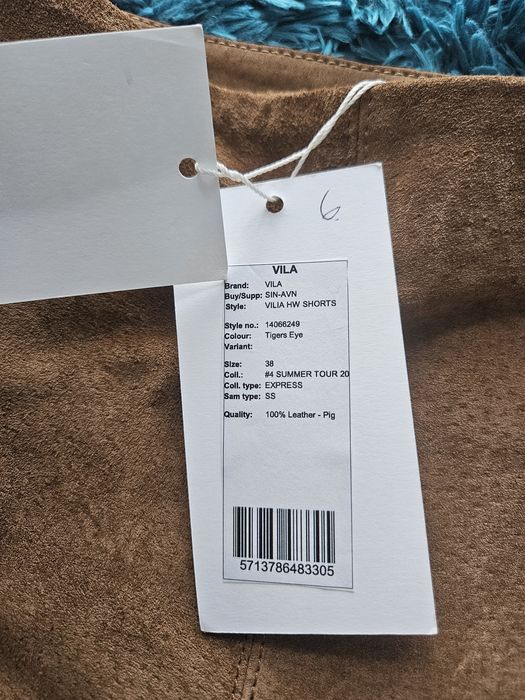 6.
VILA
Brand: VILA
Buy/Supp: SIN-AVN
Style: VILIA HW SHORTS
Style no.: 14066249
Colour: Tigers Eye
Variant:
Size: 38
Coll.: #4 SUMMER TOUR 20
Coll. type: EXPRESS
Sam type: SS
Quality: 100% Leather - Pig
5713786483305